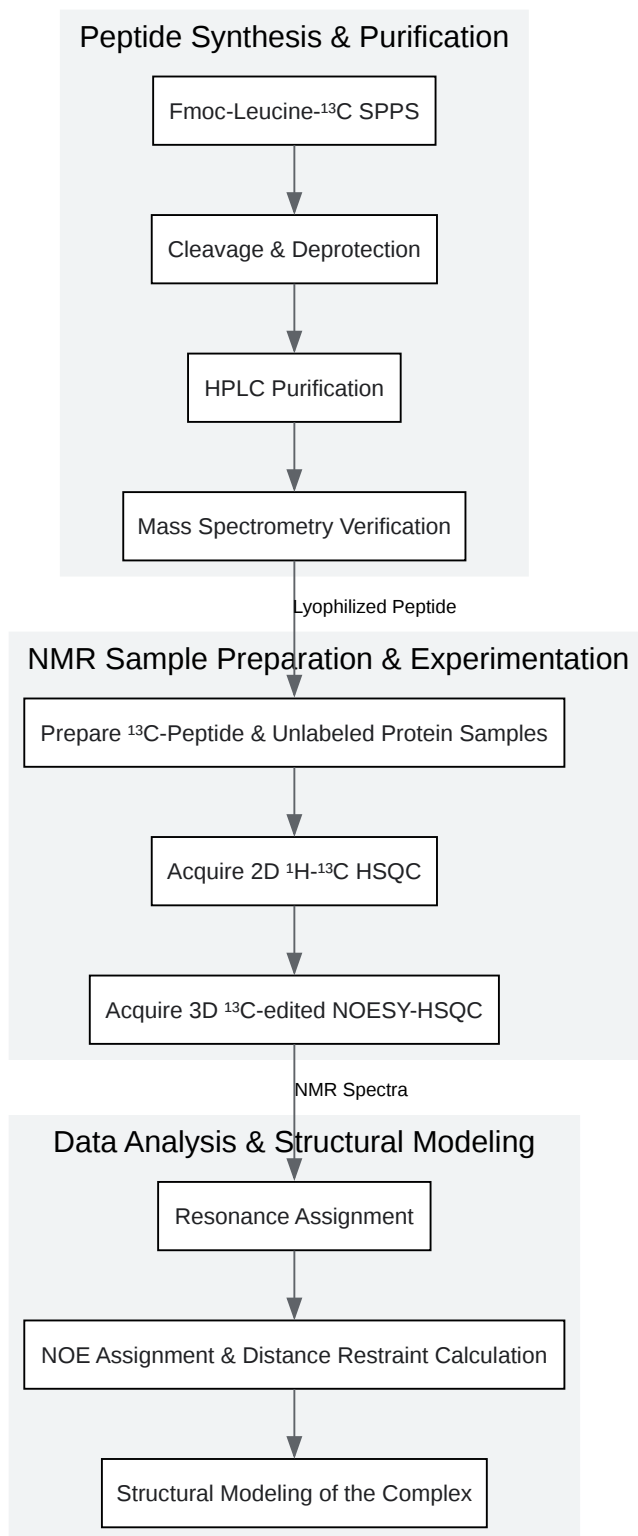 Peptide Synthesis & Purification
Fmoc-Leucine-¹³C SPPS
Cleavage & Deprotection
HPLC Purification
Mass Spectrometry Verification
Lyophilized Peptide
NMR Sample Preparation & Experimentation
Prepare ¹³C-Peptide & Unlabeled Protein Samples
Acquire 2D ¹H-¹³C HSQC
Acquire 3D ¹³C-edited NOESY-HSQC
NMR Spectra
Data Analysis & Structural Modeling
Resonance Assignment
NOE Assignment & Distance Restraint Calculation
Structural Modeling of the Complex